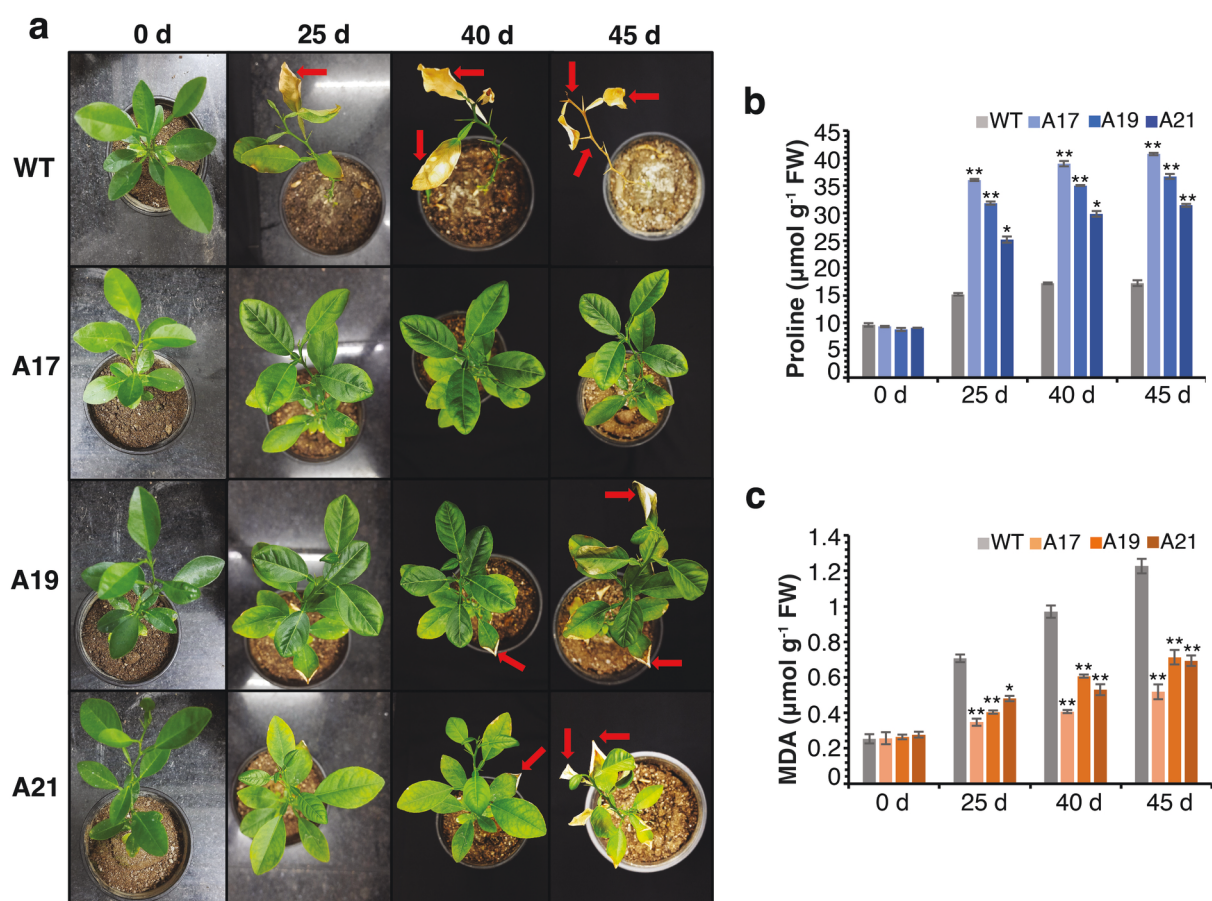 a
0 d 25 d 40 d 45 d
WT
A17
A19
A21
b
WT A17 A19 A21
Proline (µmol g⁻¹ FW)
45
40
35
30
25
20
15
10
5
0
** ** *
** ** *
** ** **
0 d 25 d 40 d 45 d
c
WT A17 A19 A21
MDA (µmol g⁻¹ FW)
1.4
1.2
1
0.8
0.6
0.4
0.2
0
** ** *
** ** **
** ** **
0 d 25 d 40 d 45 d